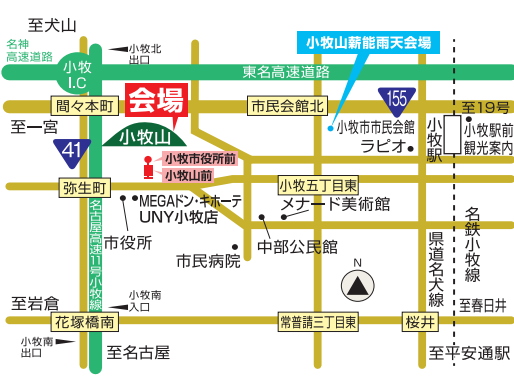 至犬山
名神
高速道路
小牧北
出口
小牧
I.C
小牧山薪能雨天会場
東名高速道路
間々本町
会場
市民会館北
155
至19号
至一宮
小牧山
小牧市市民会館
小牧駅
小牧駅前
観光案内
41
ラピオ
小牧市役所前
小牧山前
弥生町
小牧五丁目東
MEGAドン・キホーテ
UNY小牧店
メナード美術館
名古屋高速11号小牧線
市役所
中部公民館
名鉄小牧線
県道名犬線
市民病院
N
小牧南
入口
至岩倉
至春日井
花塚橋南
常普請三丁目東
桜井
小牧南
出口
至名古屋
至平安通駅